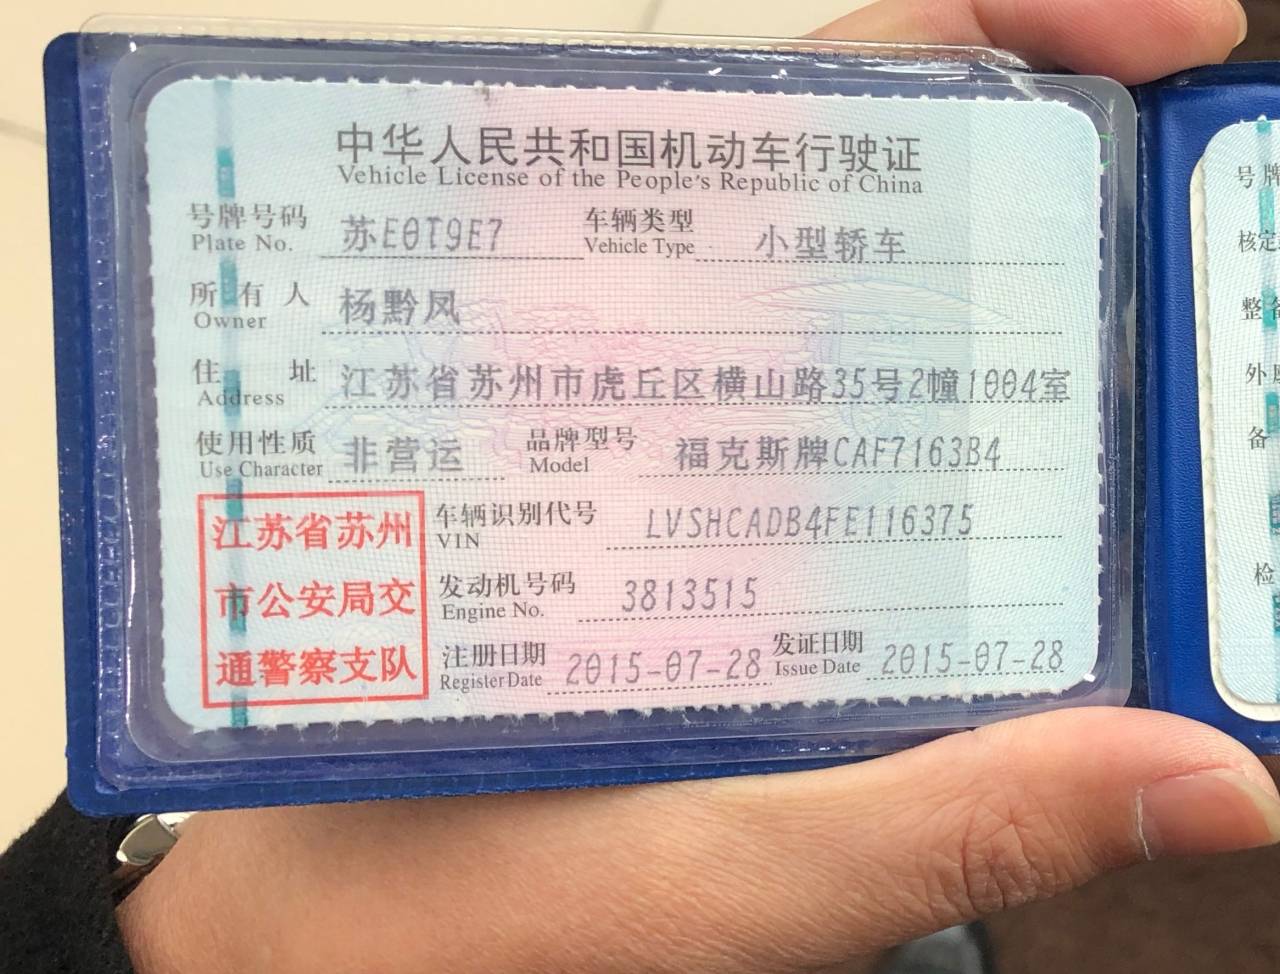 中华人民共和国机动车行驶证
Vehicle License of the People's Republic of China
号牌号码 苏E0T9E7 车辆类型 小型轿车
Plate No. Vehicle Type
所有人 杨黔凤
Owner
住址 江苏省苏州市虎丘区横山路35号2幢1004室
Address
使用性质 非营运 品牌型号 福克斯牌CAF7163B4
Use Character Model
江苏省苏州
市公安局交
通警察支队
车辆识别代号 LVSHCADB4FE116375
VIN
发动机号码 3813515
Engine No.
注册日期 2015-07-28 发证日期 2015-07-28
Register Date Issue Date
号牌
核定
整备
外
备
检